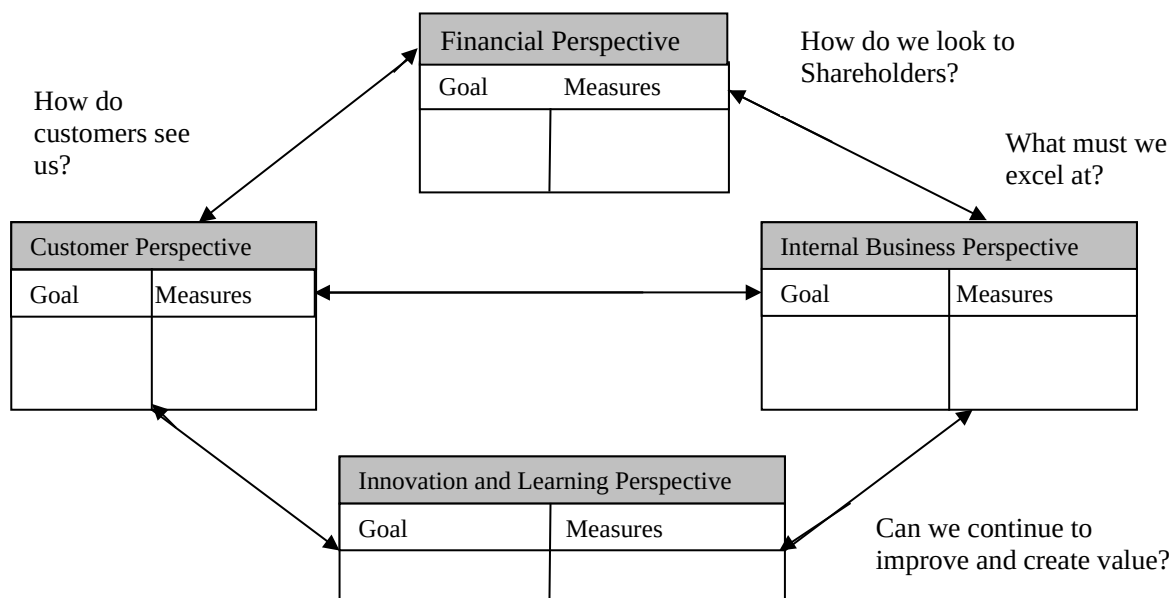 Financial Perspective
How do we look to
Shareholders?
Goal Measures
How do
customers see
us?
What must we
excel at?
Customer Perspective
Goal Measures
Internal Business Perspective
Goal Measures
Innovation and Learning Perspective
Goal Measures
Can we continue to
improve and create value?